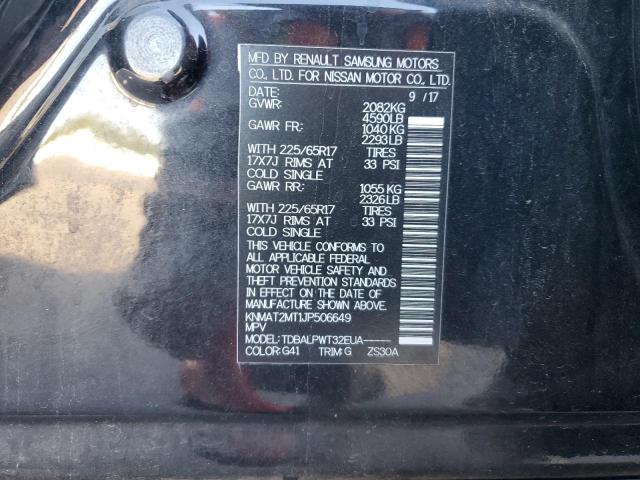 MFD BY RENAULT SAMSUNG MOTORS
CO., LTD. FOR NISSAN MOTOR CO., LTD.
DATE: 9 /17
GVWR: 2082KG
4590LB
GAWR FR: 1040KG
2293LB
WITH 225/65R17 TIRES
17X7J RIMS AT 33 PSI
COLD SINGLE
GAWR RR: 1055KG
2326LB
WITH 225/65R17 TIRES
17X7J RIMS AT 33 PSI
COLD SINGLE
THIS VEHICLE CONFORMS TO
ALL APPLICABLE FEDERAL
MOTOR VEHICLE SAFETY AND
THEFT PREVENTION STANDARDS
IN EFFECT ON THE DATE OF
MANUFACTURE SHOWN ABOVE.
KNMAT2MT1JP506649
MPV
MODEL:TDBALPWT32EUA------
COLOR:G41 TRIM:G ZS30A